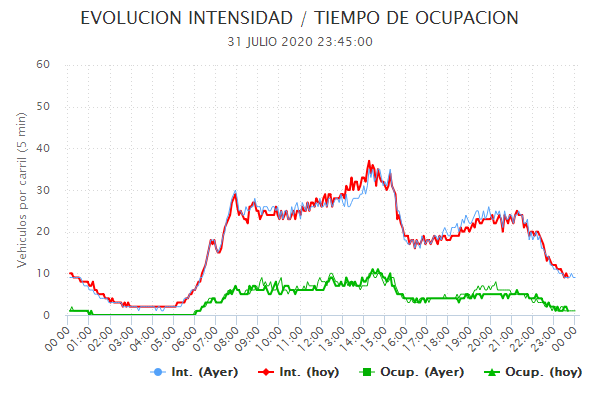 EVOLUCION INTENSIDAD / TIEMPO DE OCUPACION
31 JULIO 2020 23:45:00
Vehiculos por carril (5 min)
60
50
40
30
20
10
0
00:00 01:00 02:00 03:00 04:00 05:00 06:00 07:00 08:00 09:00 10:00 11:00 12:00 13:00 14:00 15:00 16:00 17:00 18:00 19:00 20:00 21:00 22:00 23:00 00:00
Int. (Ayer) Int. (hoy) Ocup. (Ayer) Ocup. (hoy)